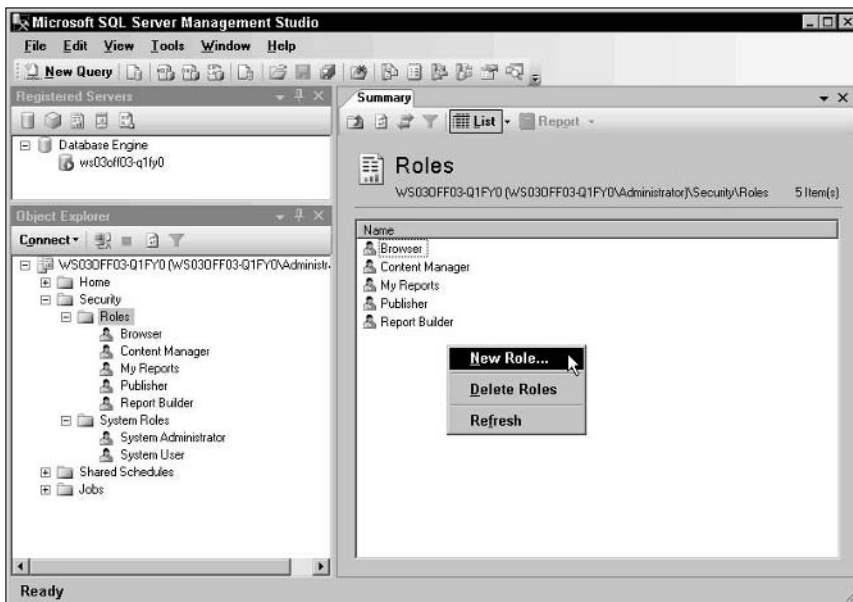 Microsoft SQL Server Management Studio
File Edit View Tools Window Help
New Query
Registered Servers
Database Engine
ws03off03-q1fy0
Object Explorer
Connect
WS03OFF03-Q1FY0 (WS03OFF03-Q1FY0\Administr
Home
Security
Roles
Browser
Content Manager
My Reports
Publisher
Report Builder
System Roles
System Administrator
System User
Shared Schedules
Jobs
Summary
List Report
Roles
WS03OFF03-Q1FY0 (WS03OFF03-Q1FY0\Administrator)\Security\Roles 5 Item(s)
Name
Browser
Content Manager
My Reports
Publisher
Report Builder
New Role...
Delete Roles
Refresh
Ready